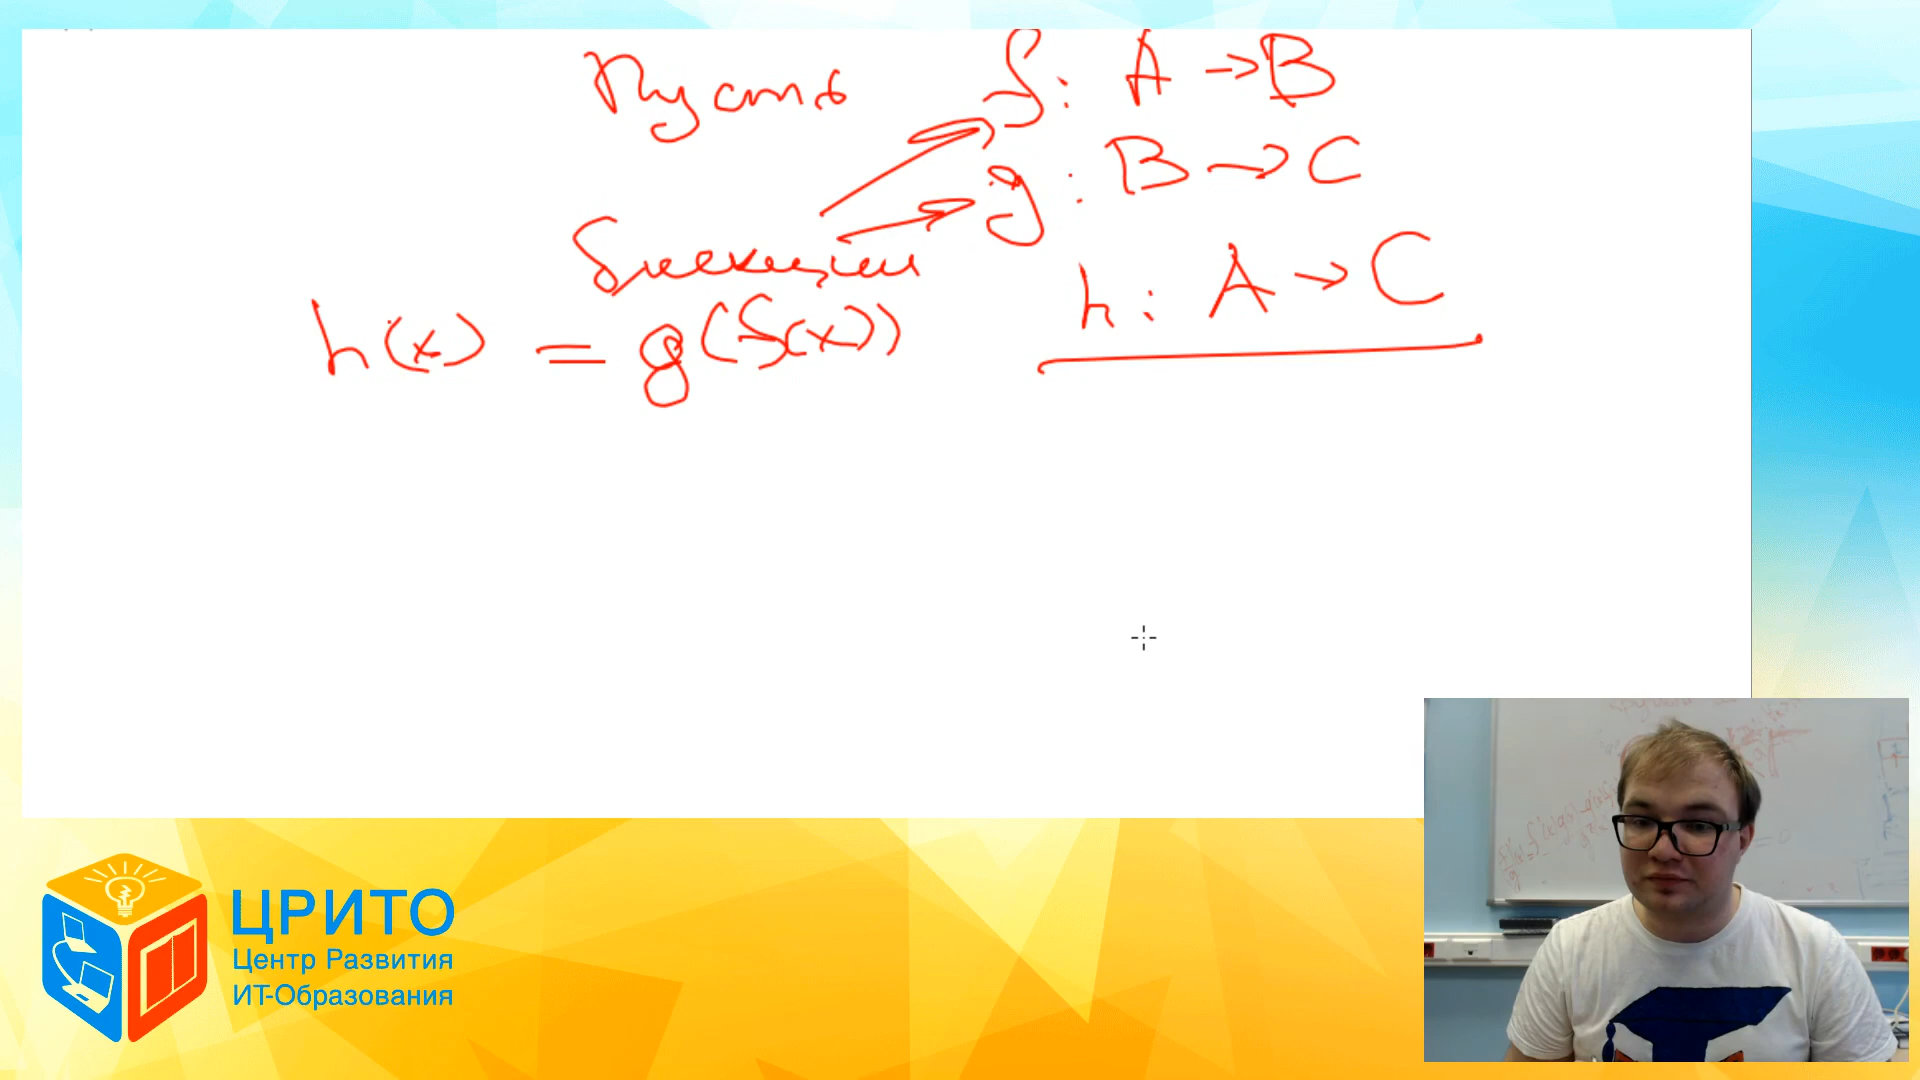 Пусть f: A → B
g: B → C
биекции
h: A → C
h(x) = g(f(x))
ЦРИТО
Центр Развития
ИТ-Образования